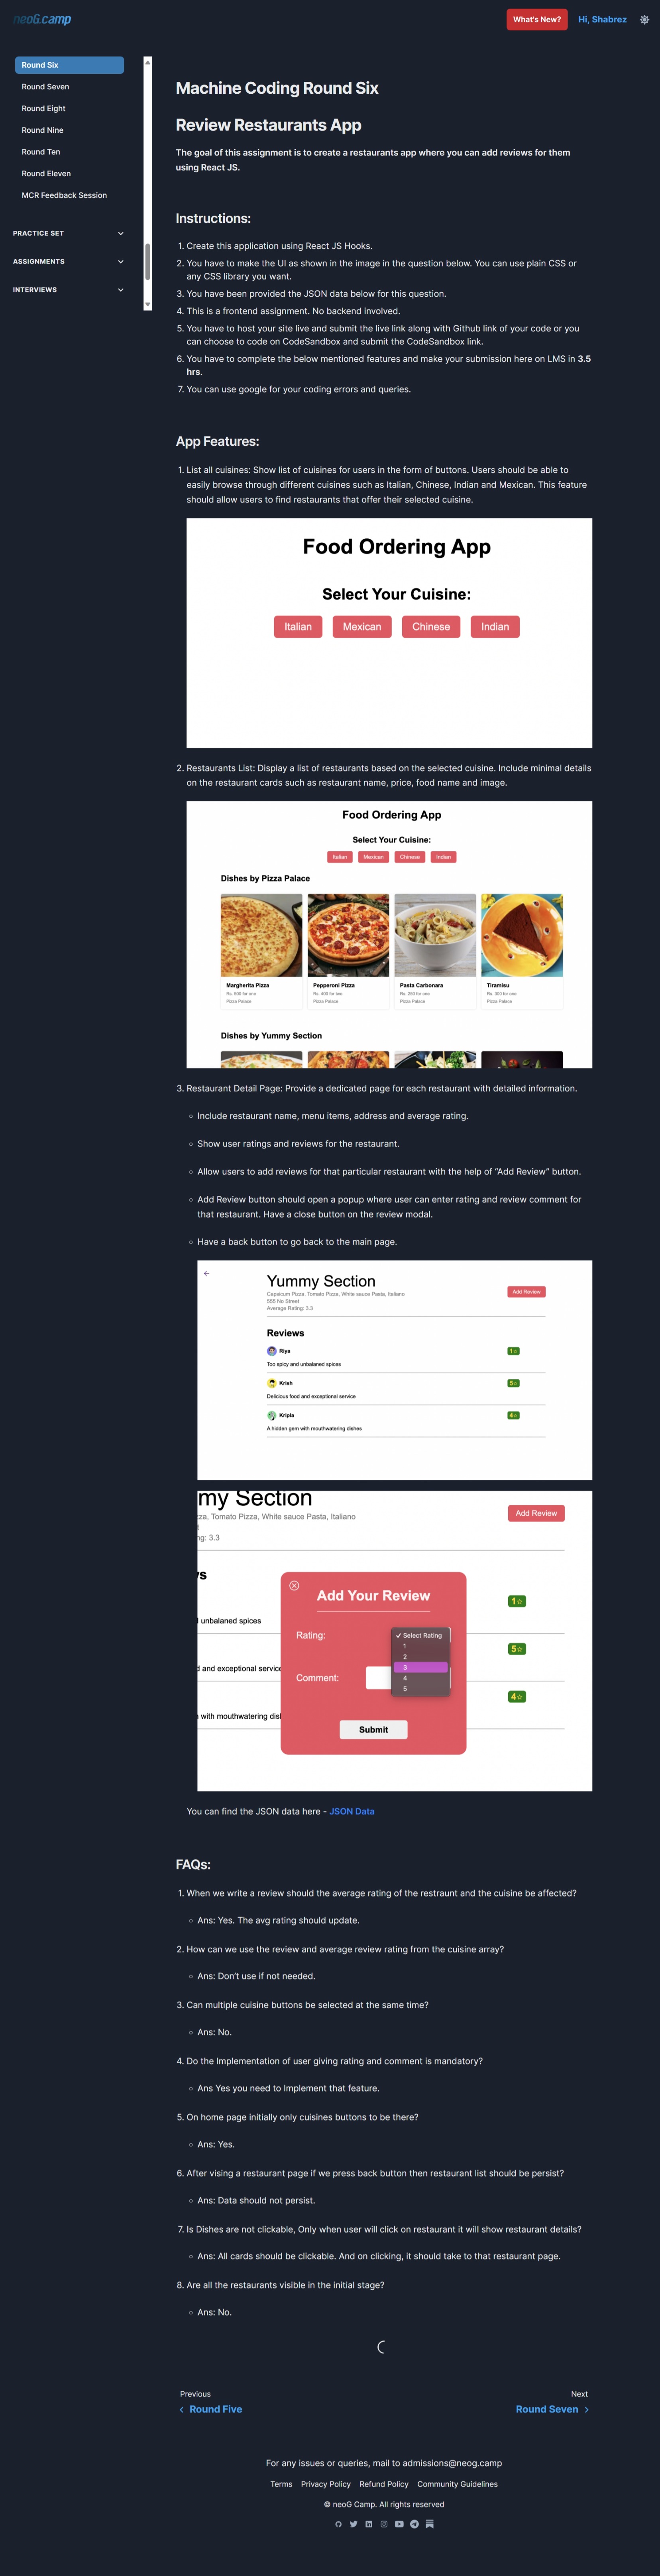 neoG.camp
What's New?
Hi, Shabrez
Round Six
Round Seven
Round Eight
Round Nine
Round Ten
Round Eleven
MCR Feedback Session
PRACTICE SET
ASSIGNMENTS
INTERVIEWS
Machine Coding Round Six
Review Restaurants App
The goal of this assignment is to create a restaurants app where you can add reviews for them
using React JS.
Instructions:
1. Create this application using React JS Hooks.
2. You have to make the UI as shown in the image in the question below. You can use plain CSS or
any CSS library you want.
3. You have been provided the JSON data below for this question.
4. This is a frontend assignment. No backend involved.
5. You have to host your site live and submit the live link along with Github link of your code or you
can choose to code on CodeSandbox and submit the CodeSandbox link.
6. You have to complete the below mentioned features and make your submission here on LMS in 3.5
hrs.
7. You can use google for your coding errors and queries.
App Features:
1. List all cuisines: Show list of cuisines for users in the form of buttons. Users should be able to
easily browse through different cuisines such as Italian, Chinese, Indian and Mexican. This feature
should allow users to find restaurants that offer their selected cuisine.
Food Ordering App
Select Your Cuisine:
Italian Mexican Chinese Indian
2. Restaurants List: Display a list of restaurants based on the selected cuisine. Include minimal details
on the restaurant cards such as restaurant name, price, food name and image.
Food Ordering App
Select Your Cuisine:
Italian Mexican Chinese Indian
Dishes by Pizza Palace
Margherita Pizza Pepperoni Pizza Pasta Carbonara Tiramisu
Rs. 500 for one Rs. 400 for two Rs. 250 for one Rs. 300 for one
Pizza Palace Pizza Palace Pizza Palace Pizza Palace
Dishes by Yummy Section
3. Restaurant Detail Page: Provide a dedicated page for each restaurant with detailed information.
Include restaurant name, menu items, address and average rating.
Show user ratings and reviews for the restaurant.
Allow users to add reviews for that particular restaurant with the help of "Add Review" button.
Add Review button should open a popup where user can enter rating and review comment for
that restaurant. Have a close button on the review modal.
Have a back button to go back to the main page.
←
Yummy Section
Add Review
Capsicum Pizza, Tomato Pizza, White sauce Pasta, Italiano
555 No Street
Average Rating: 3.3
Reviews
Riya 1☆
Too spicy and unbalaned spices
Krish 5☆
Delicious food and exceptional service
Kripla 4☆
A hidden gem with mouthwatering dishes
my Section
Add Review
za, Tomato Pizza, White sauce Pasta, Italiano
ng: 3.3
vs
1☆
unbalaned spices
5☆
d and exceptional service
4☆
with mouthwatering dis
Add Your Review
Rating:
✓ Select Rating
1
2
3
4
5
Comment:
Submit
You can find the JSON data here - JSON Data
FAQs:
1. When we write a review should the average rating of the restraunt and the cuisine be affected?
Ans: Yes. The avg rating should update.
2. How can we use the review and average review rating from the cuisine array?
Ans: Don't use if not needed.
3. Can multiple cuisine buttons be selected at the same time?
Ans: No.
4. Do the Implementation of user giving rating and comment is mandatory?
Ans Yes you need to Implement that feature.
5. On home page initially only cuisines buttons to be there?
Ans: Yes.
6. After vising a restaurant page if we press back button then restaurant list should be persist?
Ans: Data should not persist.
7. Is Dishes are not clickable, Only when user will click on restaurant it will show restaurant details?
Ans: All cards should be clickable. And on clicking, it should take to that restaurant page.
8. Are all the restaurants visible in the initial stage?
Ans: No.
Previous
Round Five
Next
Round Seven
For any issues or queries, mail to admissions@neog.camp
Terms Privacy Policy Refund Policy Community Guidelines
© neoG Camp. All rights reserved